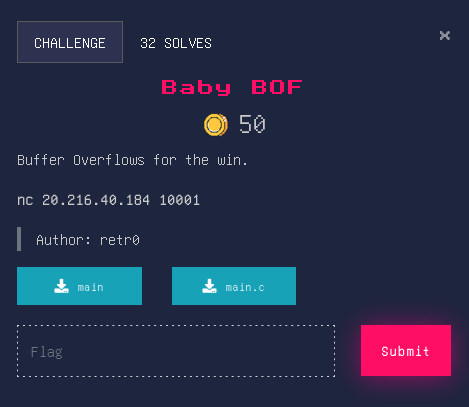 CHALLENGE
32 SOLVES
×
Baby BOF
50
Buffer Overflows for the win.
nc 20.216.40.184 10001
Author: retr0
main
main.c
Flag
Submit